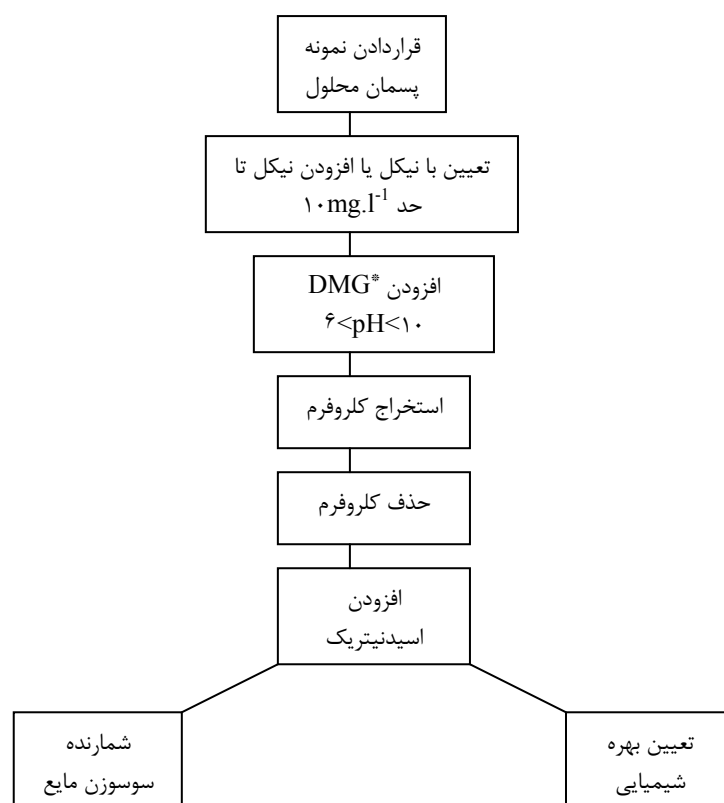 قراردادن نمونه
پسمان محلول
تعیین با نیکل یا افزودن نیکل تا
حد ۱۰mg.l⁻¹
افزودن DMG*
۶<pH<۱۰
استخراج کلروفرم
حذف کلروفرم
افزودن
اسیدنیتریک
تعیین بهره
شیمیایی
شمارنده
سوسوزن مایع